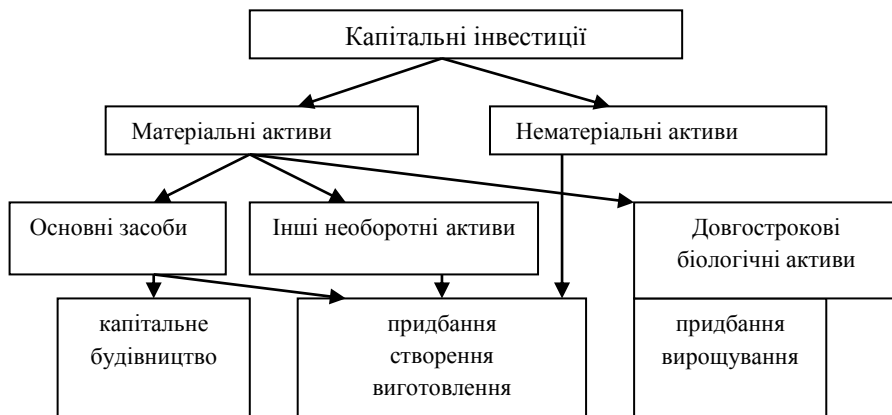 Капітальні інвестиції
Матеріальні активи
Нематеріальні активи
Основні засоби
Інші необоротні активи
Довгострокові
біологічні активи
капітальне
будівництво
придбання
створення
виготовлення
придбання
вирощування